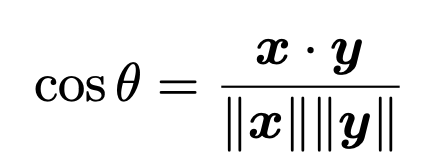 cos θ = x · y / ‖x‖ ‖y‖